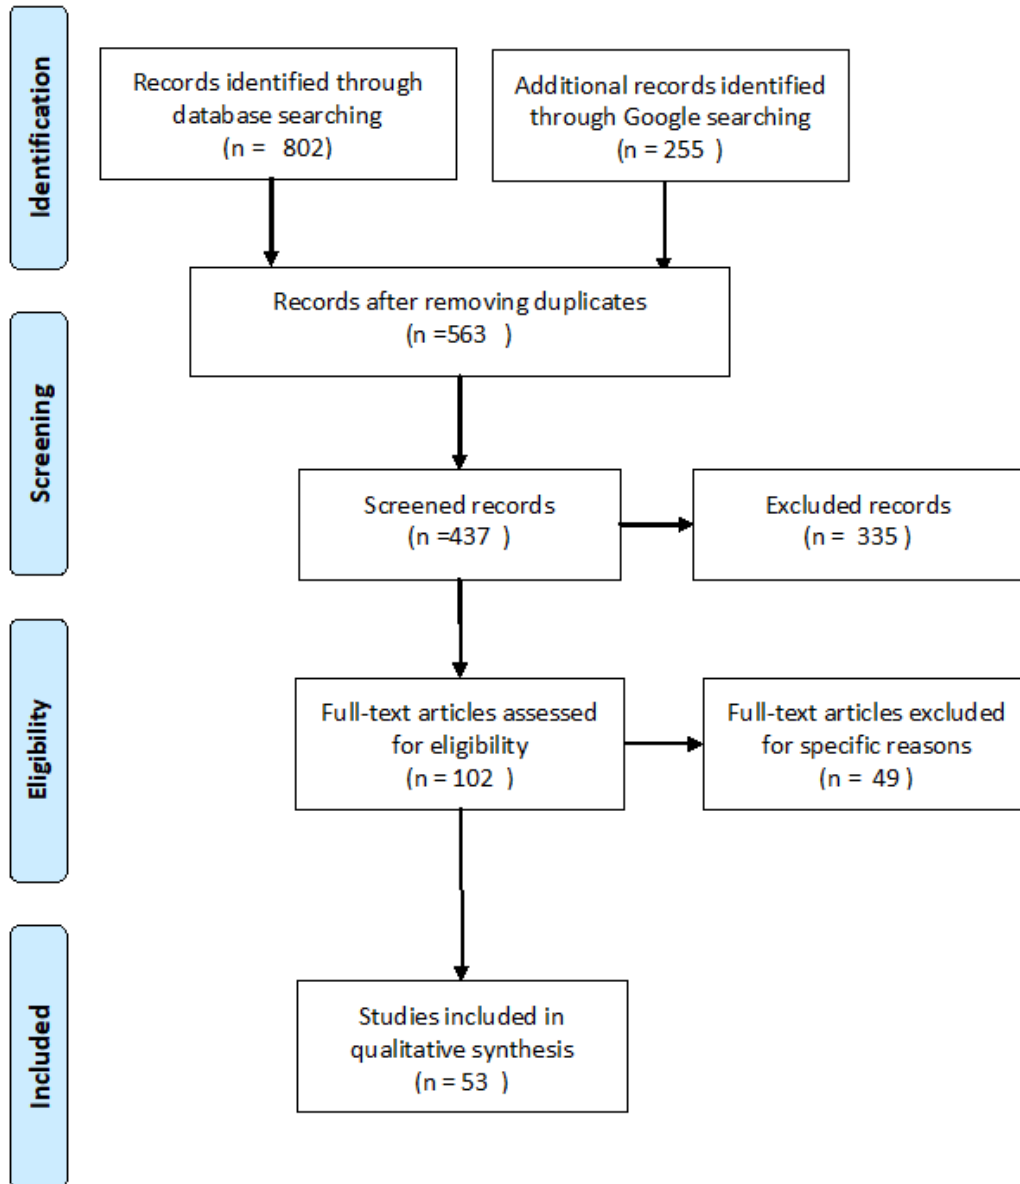 Identification
Records identified through
database searching
(n =   802)
Additional records identified
through Google searching
(n = 255  )
Records after removing duplicates
(n =563   )
Screening
Screened records
(n =437   )
Excluded records
(n =  335 )
Eligibility
Full-text articles assessed
for eligibility
(n = 102   )
Full-text articles excluded
for specific reasons
(n =  49 )
Included
Studies included in
qualitative synthesis
(n = 53  )